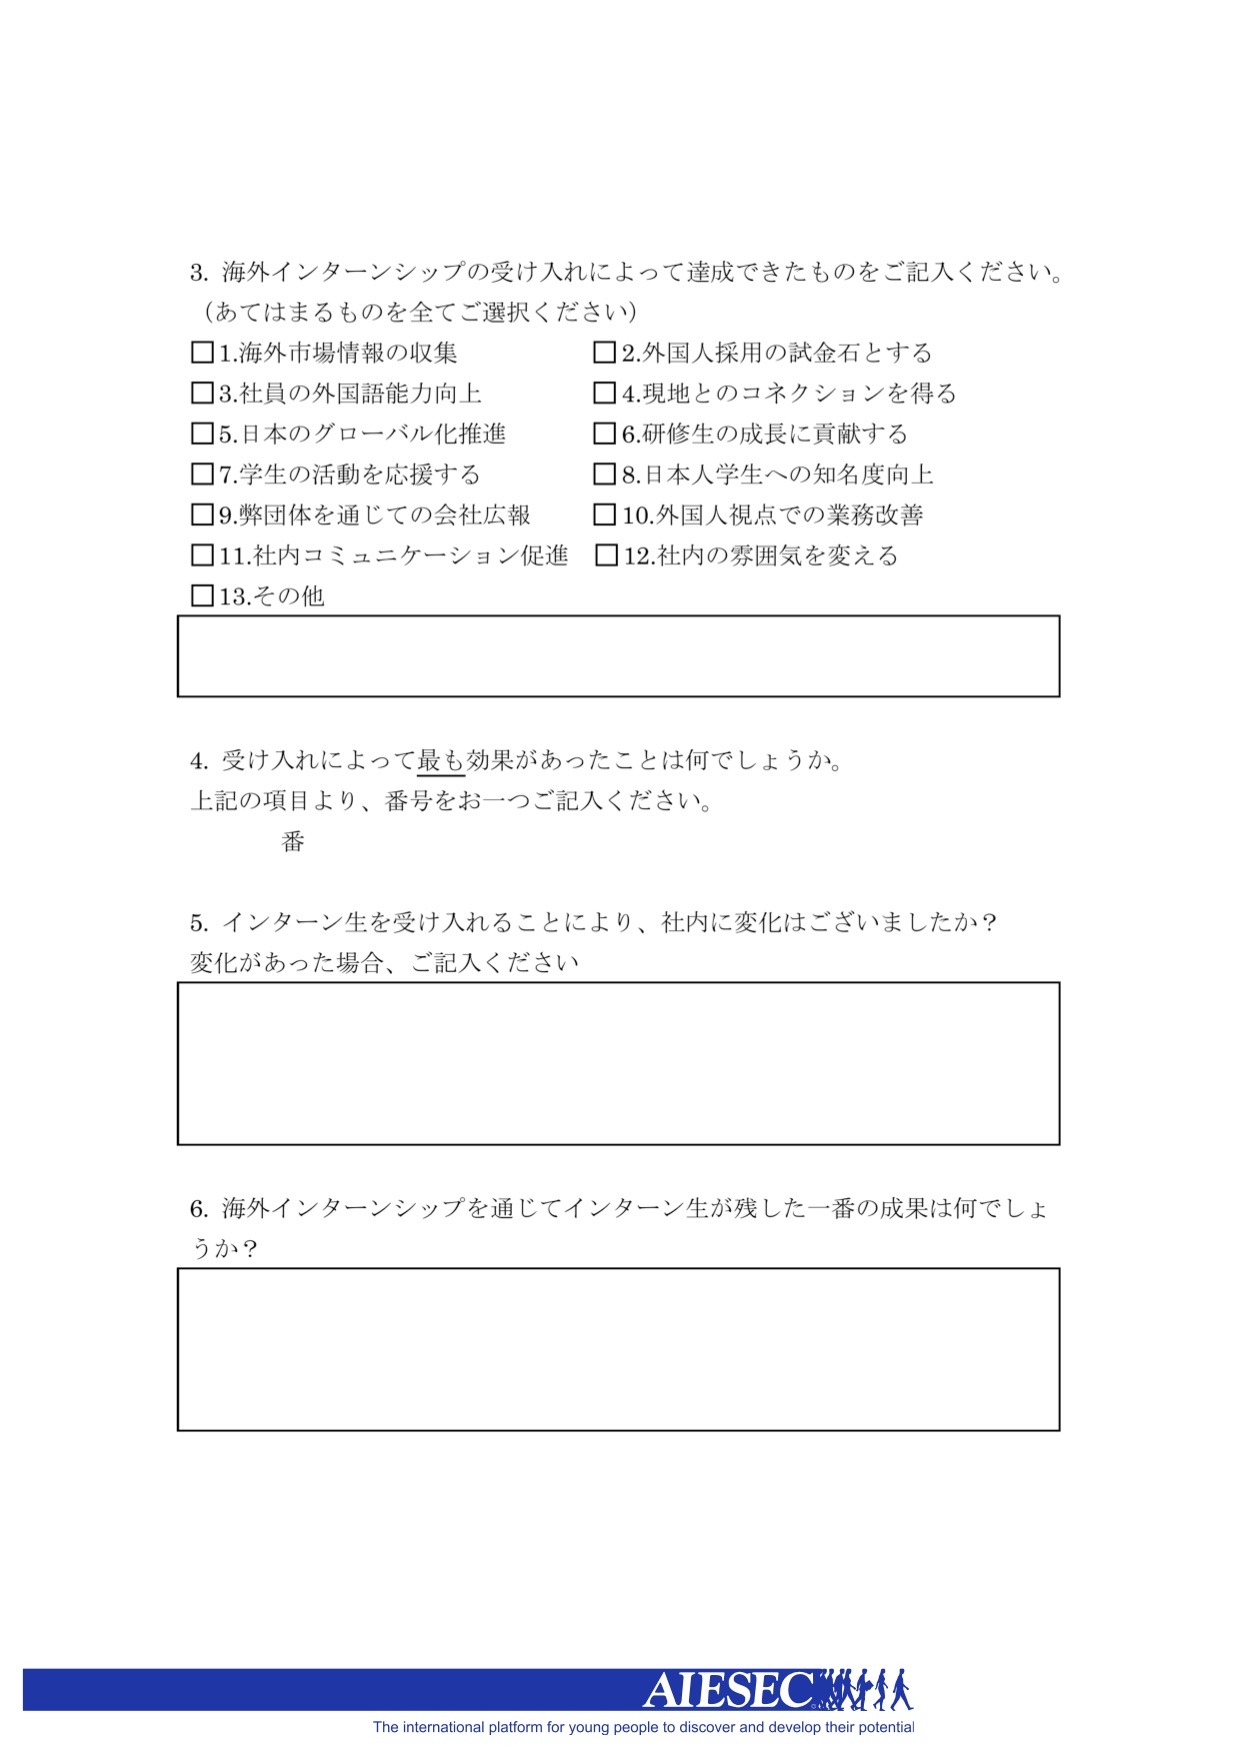 3. 海外インターンシップの受け入れによって達成できたものをご記入ください。
（あてはまるものを全てご選択ください）
□1.海外市場情報の収集 □2.外国人採用の試金石とする
□3.社員の外国語能力向上 □4.現地とのコネクションを得る
□5.日本のグローバル化推進 □6.研修生の成長に貢献する
□7.学生の活動を応援する □8.日本人学生への知名度向上
□9.弊団体を通じての会社広報 □10.外国人視点での業務改善
□11.社内コミュニケーション促進 □12.社内の雰囲気を変える
□13.その他
4. 受け入れによって最も効果があったことは何でしょうか。
上記の項目より、番号をお一つご記入ください。
番
5. インターン生を受け入れることにより、社内に変化はございましたか？
変化があった場合、ご記入ください
6. 海外インターンシップを通じてインターン生が残した一番の成果は何でしょ
うか？
AIESEC
The international platform for young people to discover and develop their potential